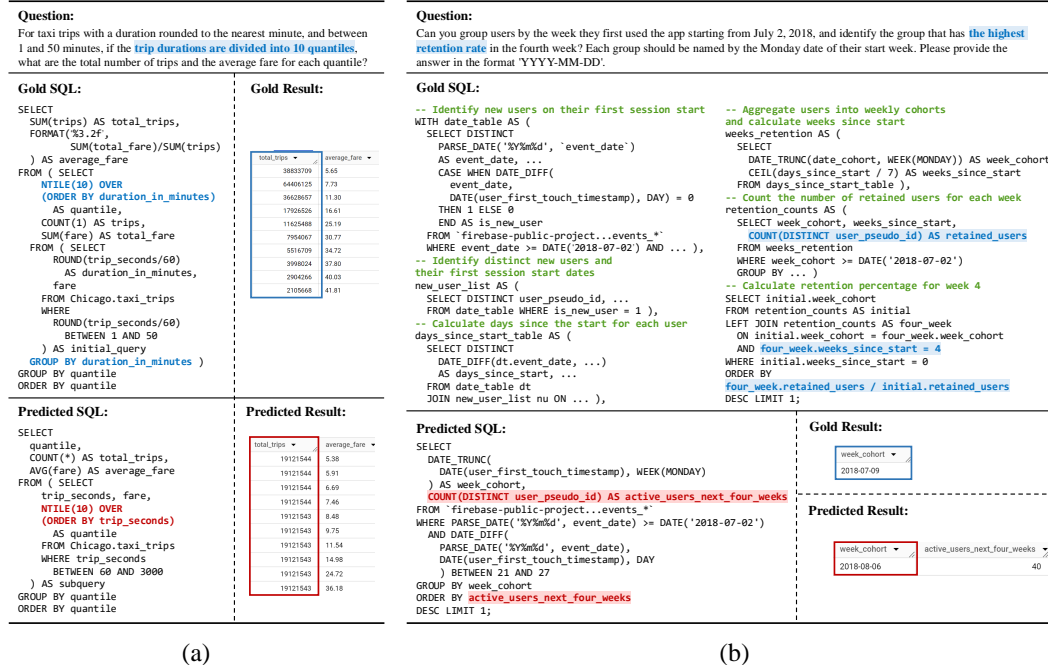 Question:
For taxi trips with a duration rounded to the nearest minute, and between
1 and 50 minutes, if the trip durations are divided into 10 quantiles,
what are the total number of trips and the average fare for each quantile?
Gold SQL:
SELECT
SUM(trips) AS total_trips,
FORMAT('%3.2f',
SUM(total_fare)/SUM(trips)
) AS average_fare
FROM ( SELECT
NTILE(10) OVER
(ORDER BY duration_in_minutes)
AS quantile,
COUNT(1) AS trips,
SUM(fare) AS total_fare
FROM ( SELECT
ROUND(trip_seconds/60)
AS duration_in_minutes,
fare
FROM Chicago.taxi_trips
WHERE
ROUND(trip_seconds/60)
BETWEEN 1 AND 50
) AS initial_query
GROUP BY duration_in_minutes )
GROUP BY quantile
ORDER BY quantile
Gold Result:
total_trips average_fare
38833709 5.65
64406125 7.73
36628657 11.30
17926526 16.61
11625488 25.19
7954067 30.77
5516709 34.72
3998024 37.80
2904266 40.03
2105668 41.81
Predicted SQL:
SELECT
quantile,
COUNT(*) AS total_trips,
AVG(fare) AS average_fare
FROM ( SELECT
trip_seconds, fare,
NTILE(10) OVER
(ORDER BY trip_seconds)
AS quantile
FROM Chicago.taxi_trips
WHERE trip_seconds
BETWEEN 60 AND 3000
) AS subquery
GROUP BY quantile
ORDER BY quantile
Predicted Result:
total_trips average_fare
19121544 5.38
19121544 5.91
19121544 6.69
19121544 7.46
19121543 8.48
19121543 9.75
19121543 11.54
19121543 14.98
19121543 24.72
19121543 36.18
(a)
Question:
Can you group users by the week they first used the app starting from July 2, 2018, and identify the group that has the highest
retention rate in the fourth week? Each group should be named by the Monday date of their start week. Please provide the
answer in the format 'YYYY-MM-DD'.
Gold SQL:
-- Identify new users on their first session start
WITH date_table AS (
SELECT DISTINCT
PARSE_DATE('%Y%m%d', `event_date`)
AS event_date, ...
CASE WHEN DATE_DIFF(
event_date,
DATE(user_first_touch_timestamp), DAY) = 0
THEN 1 ELSE 0
END AS is_new_user
FROM `firebase-public-project...events_*`
WHERE event_date >= DATE('2018-07-02') AND ... ),
-- Identify distinct new users and
their first session start dates
new_user_list AS (
SELECT DISTINCT user_pseudo_id, ...
FROM date_table WHERE is_new_user = 1 ),
-- Calculate days since the start for each user
days_since_start_table AS (
SELECT DISTINCT
DATE_DIFF(dt.event_date, ...)
AS days_since_start, ...
FROM date_table dt
JOIN new_user_list nu ON ... ),
-- Aggregate users into weekly cohorts
and calculate weeks since start
weeks_retention AS (
SELECT
DATE_TRUNC(date_cohort, WEEK(MONDAY)) AS week_cohort
CEIL(days_since_start / 7) AS weeks_since_start
FROM days_since_start_table ),
-- Count the number of retained users for each week
retention_counts AS (
SELECT week_cohort, weeks_since_start,
COUNT(DISTINCT user_pseudo_id) AS retained_users
FROM weeks_retention
WHERE week_cohort >= DATE('2018-07-02')
GROUP BY ... )
-- Calculate retention percentage for week 4
SELECT initial.week_cohort
FROM retention_counts AS initial
LEFT JOIN retention_counts AS four_week
ON initial.week_cohort = four_week.week_cohort
AND four_week.weeks_since_start = 4
WHERE initial.weeks_since_start = 0
ORDER BY
four_week.retained_users / initial.retained_users
DESC LIMIT 1;
Predicted SQL:
SELECT
DATE_TRUNC(
DATE(user_first_touch_timestamp), WEEK(MONDAY)
) AS week_cohort,
COUNT(DISTINCT user_pseudo_id) AS active_users_next_four_weeks
FROM `firebase-public-project...events_*`
WHERE PARSE_DATE('%Y%m%d', event_date) >= DATE('2018-07-02')
AND DATE_DIFF(
PARSE_DATE('%Y%m%d', event_date),
DATE(user_first_touch_timestamp), DAY
) BETWEEN 21 AND 27
GROUP BY week_cohort
ORDER BY active_users_next_four_weeks
DESC LIMIT 1;
Gold Result:
week_cohort
2018-07-09
Predicted Result:
week_cohort active_users_next_four_weeks
2018-08-06 40
(b)